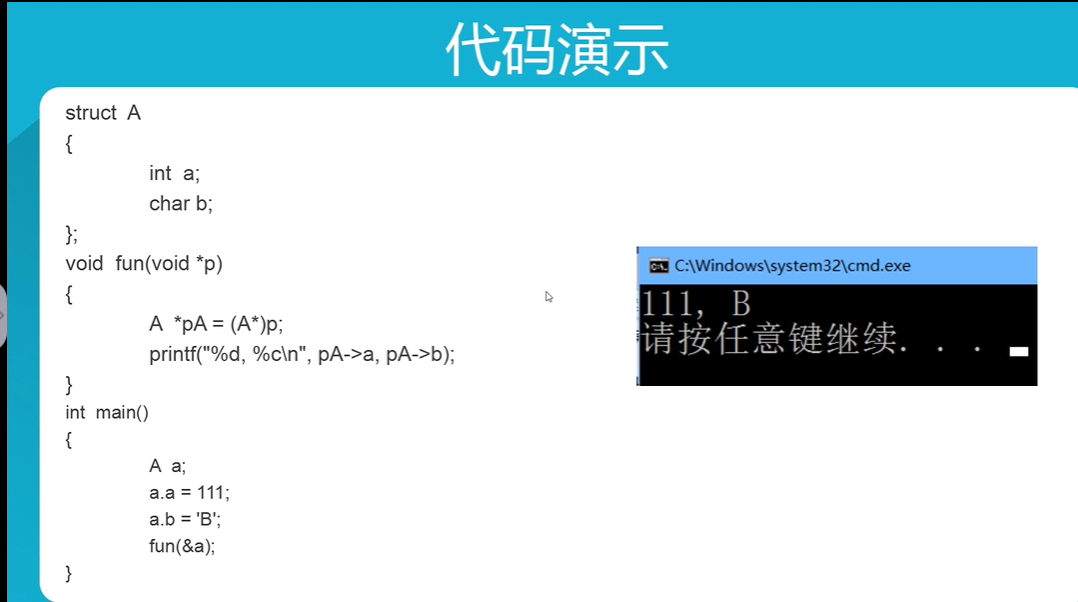 代码演示
struct A
{
int a;
char b;
};
void fun(void *p)
{
A *pA = (A*)p;
printf("%d, %c\n", pA->a, pA->b);
}
int main()
{
A a;
a.a = 111;
a.b = 'B';
fun(&a);
}
C:\Windows\system32\cmd.exe
111, B
请按任意键继续. . .